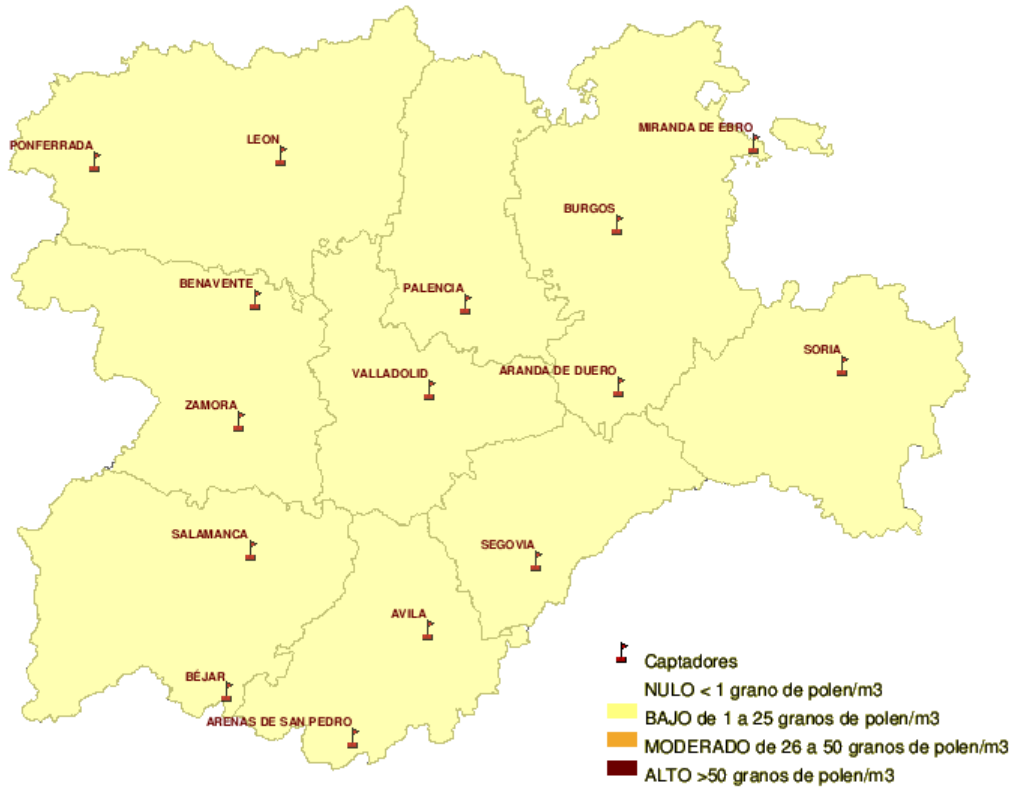 MIRANDA DE EBRO
PONFERRADA
LEON
BURGOS
BENAVENTE
PALENCIA
SORIA
VALLADOLID
ARANDA DE DUERO
ZAMORA
SALAMANCA
SEGOVIA
AVILA
BÉJAR
ARENAS DE SAN PEDRO
Captadores
NULO < 1 grano de polen/m3
BAJO de 1 a 25 granos de polen/m3
MODERADO de 26 a 50 granos de polen/m3
ALTO >50 granos de polen/m3